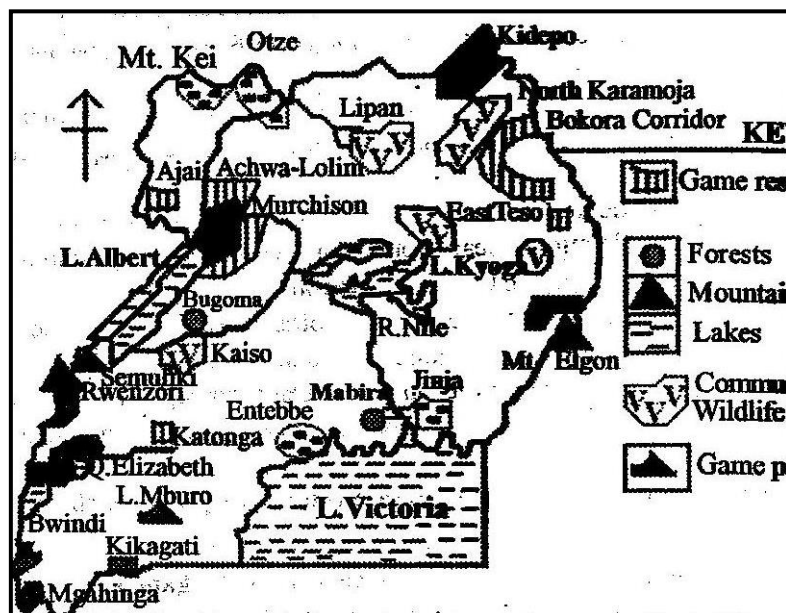 Kidepo
Otze
Mt. Kei
North Karamoja
Lipan
Bokora Corridor
KE
Ajai
Achwa-Lolim
Game res
Murchison
East Teso
L.Albert
L.Kyoga
Forests
Bugoma
Mountai
R.Nile
Lakes
Kaiso
Mt. Elgon
Semuliki
Rwenzori
Mabira
Jinja
Commu
Wildlife
Entebbe
Katonga
Q.Elizabeth
Game p
L.Mburo
L.Victoria
Bwindi
Kikagati
Mgahinga